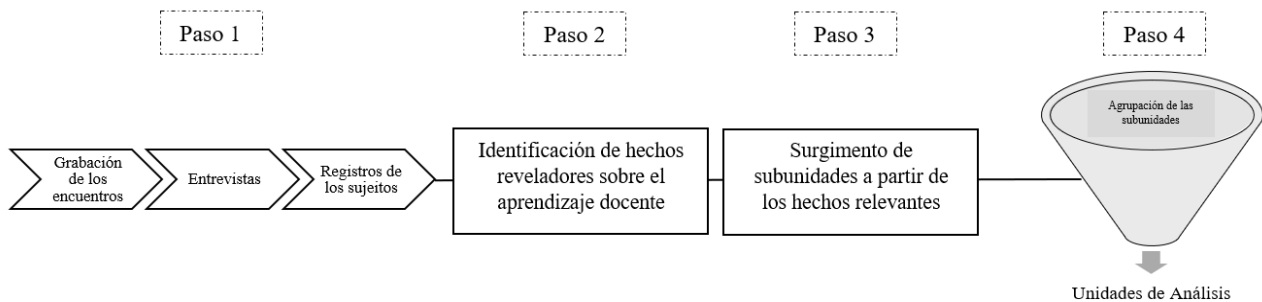 Paso 1
Paso 2
Paso 3
Paso 4
Grabación
de los
encuentros
Entrevistas
Registros de
los sujetos
Identificación de hechos
reveladores sobre el
aprendizaje docente
Surgimento de
subunidades a partir de
los hechos relevantes
Agrupación de las
subunidades
Unidades de Análisis